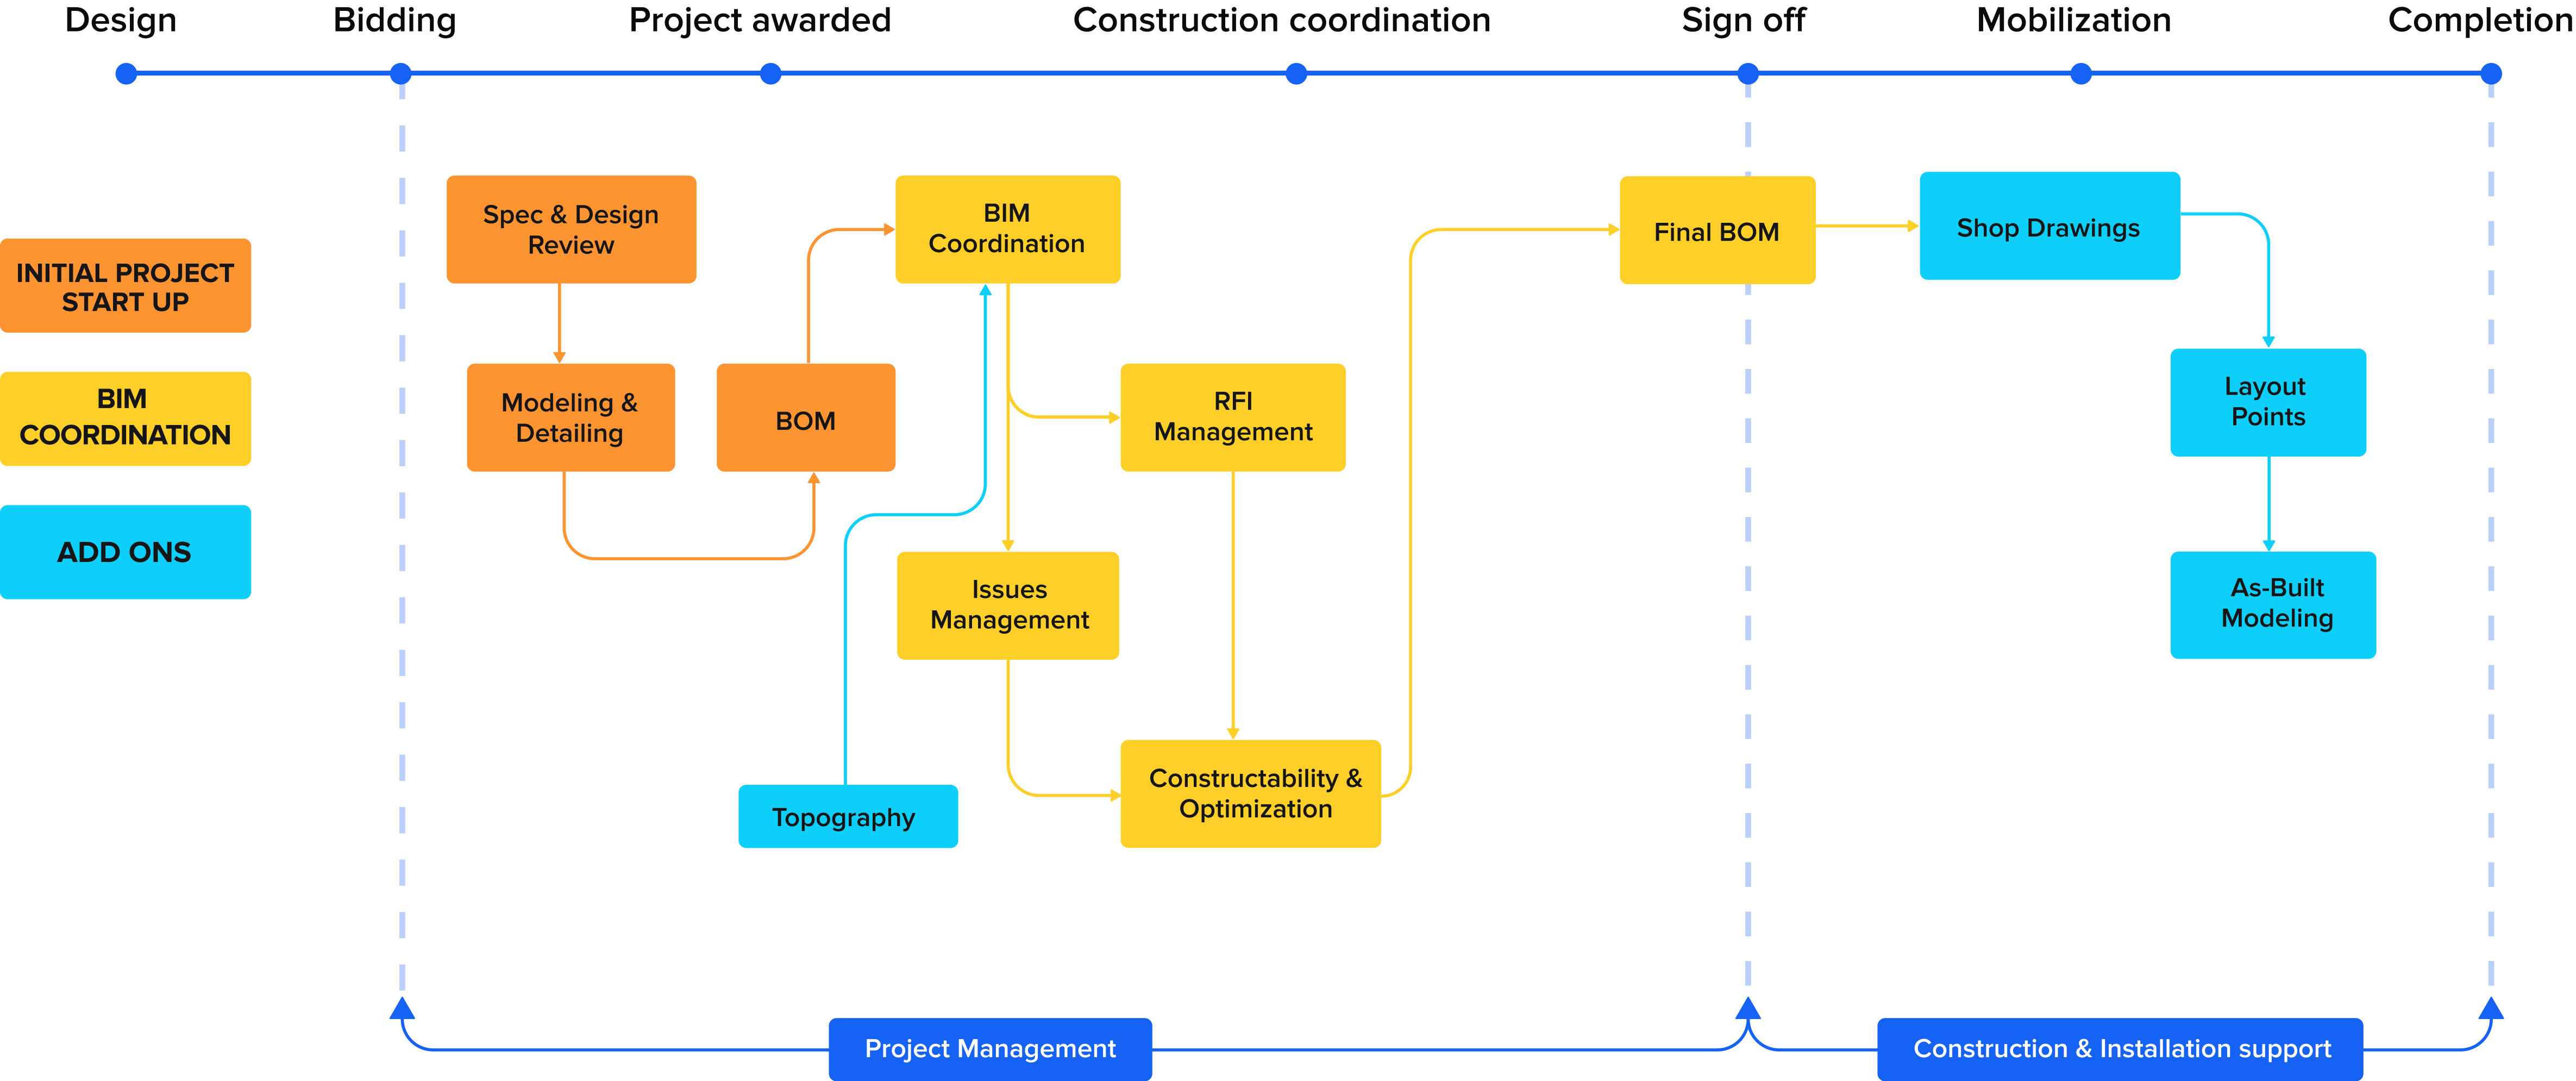 Design
Bidding
Project awarded
Construction coordination
Sign off
Mobilization
Completion
INITIAL PROJECT
START UP
BIM
COORDINATION
ADD ONS
Spec & Design
Review
Modeling &
Detailing
BOM
BIM
Coordination
RFI
Management
Issues
Management
Topography
Constructability &
Optimization
Final BOM
Shop Drawings
Layout
Points
As-Built
Modeling
Project Management
Construction & Installation support